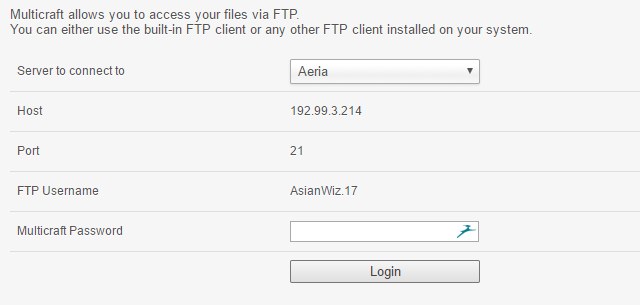 Multicraft allows you to access your files via FTP.
You can either use the built-in FTP client or any other FTP client installed on your system.
Server to connect to Aeria
Host 192.99.3.214
Port 21
FTP Username AsianWiz.17
Multicraft Password
Login